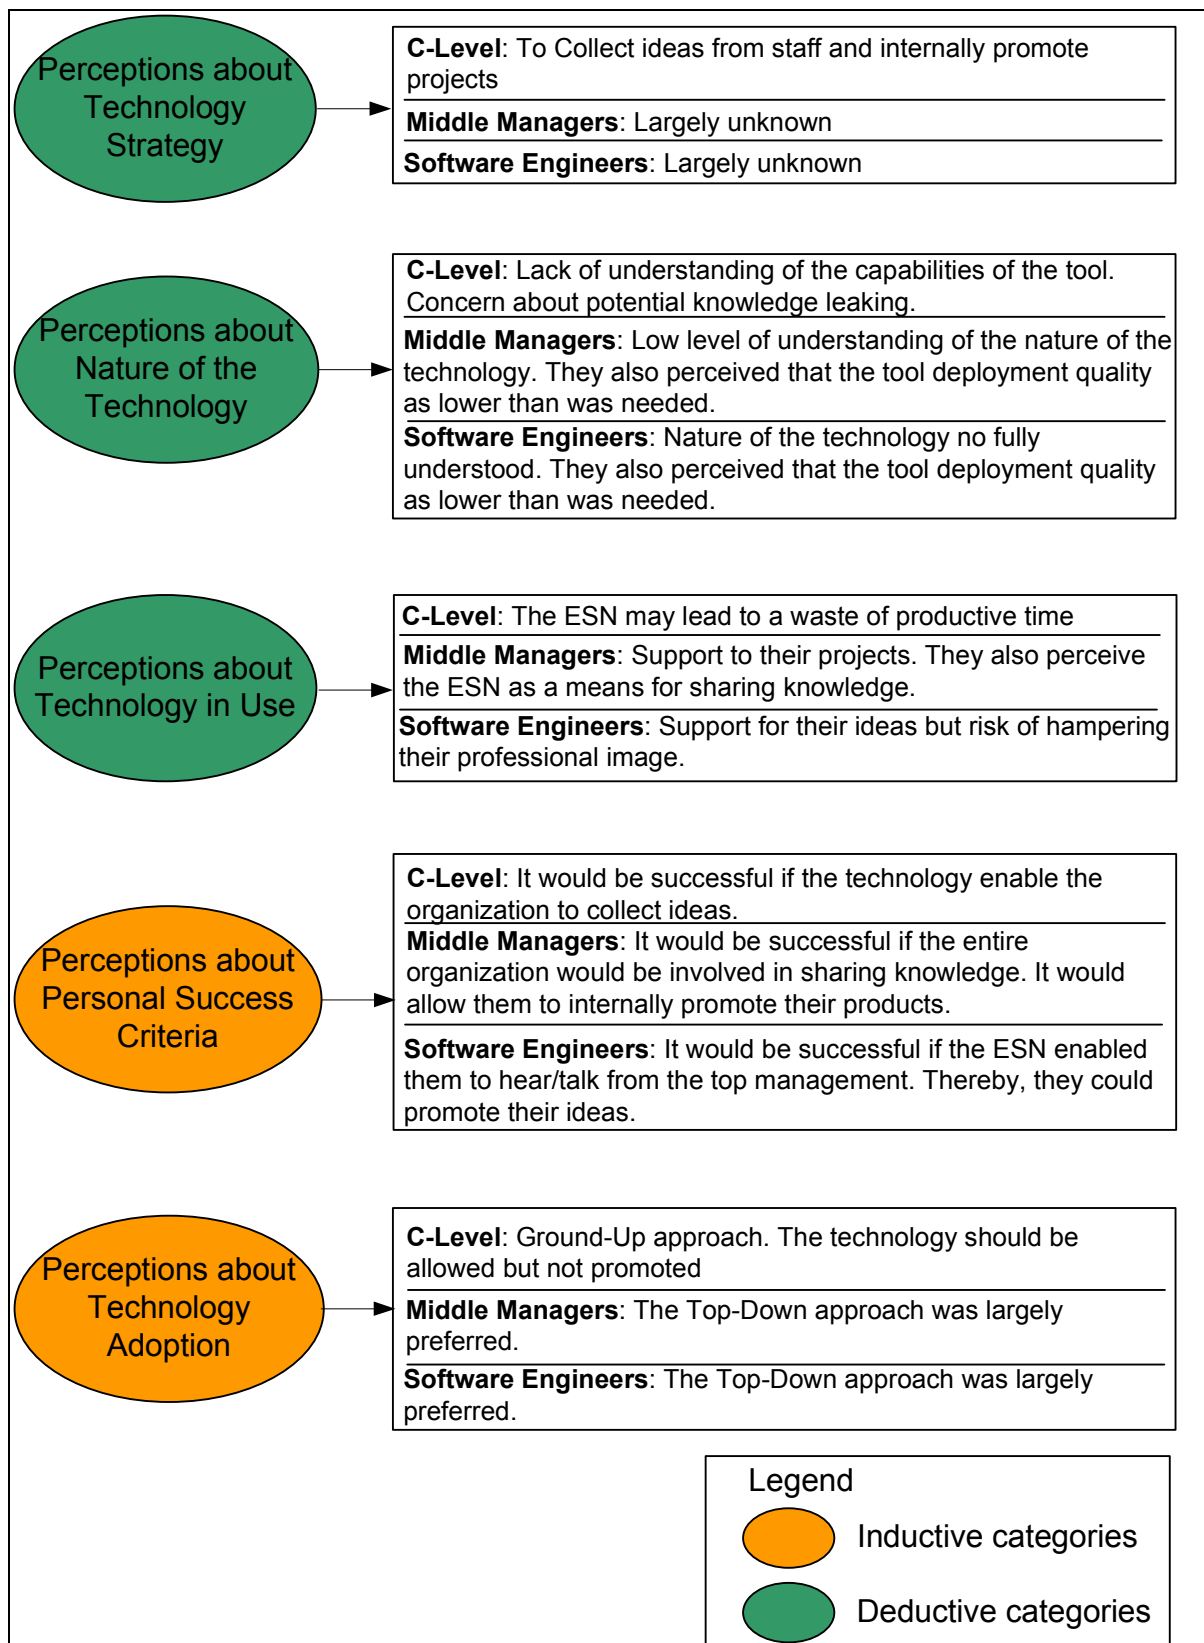 Perceptions about
Technology
Strategy
C-Level: To Collect ideas from staff and internally promote
projects
Middle Managers: Largely unknown
Software Engineers: Largely unknown
Perceptions about
Nature of the
Technology
C-Level: Lack of understanding of the capabilities of the tool.
Concern about potential knowledge leaking.
Middle Managers: Low level of understanding of the nature of the
technology. They also perceived that the tool deployment quality
as lower than was needed.
Software Engineers: Nature of the technology no fully
understood. They also perceived that the tool deployment quality
as lower than was needed.
Perceptions about
Technology in Use
C-Level: The ESN may lead to a waste of productive time
Middle Managers: Support to their projects. They also perceive
the ESN as a means for sharing knowledge.
Software Engineers: Support for their ideas but risk of hampering
their professional image.
Perceptions about
Personal Success
Criteria
C-Level: It would be successful if the technology enable the
organization to collect ideas.
Middle Managers: It would be successful if the entire
organization would be involved in sharing knowledge. It would
allow them to internally promote their products.
Software Engineers: It would be successful if the ESN enabled
them to hear/talk from the top management. Thereby, they could
promote their ideas.
Perceptions about
Technology
Adoption
C-Level: Ground-Up approach. The technology should be
allowed but not promoted
Middle Managers: The Top-Down approach was largely
preferred.
Software Engineers: The Top-Down approach was largely
preferred.
Legend
Inductive categories
Deductive categories